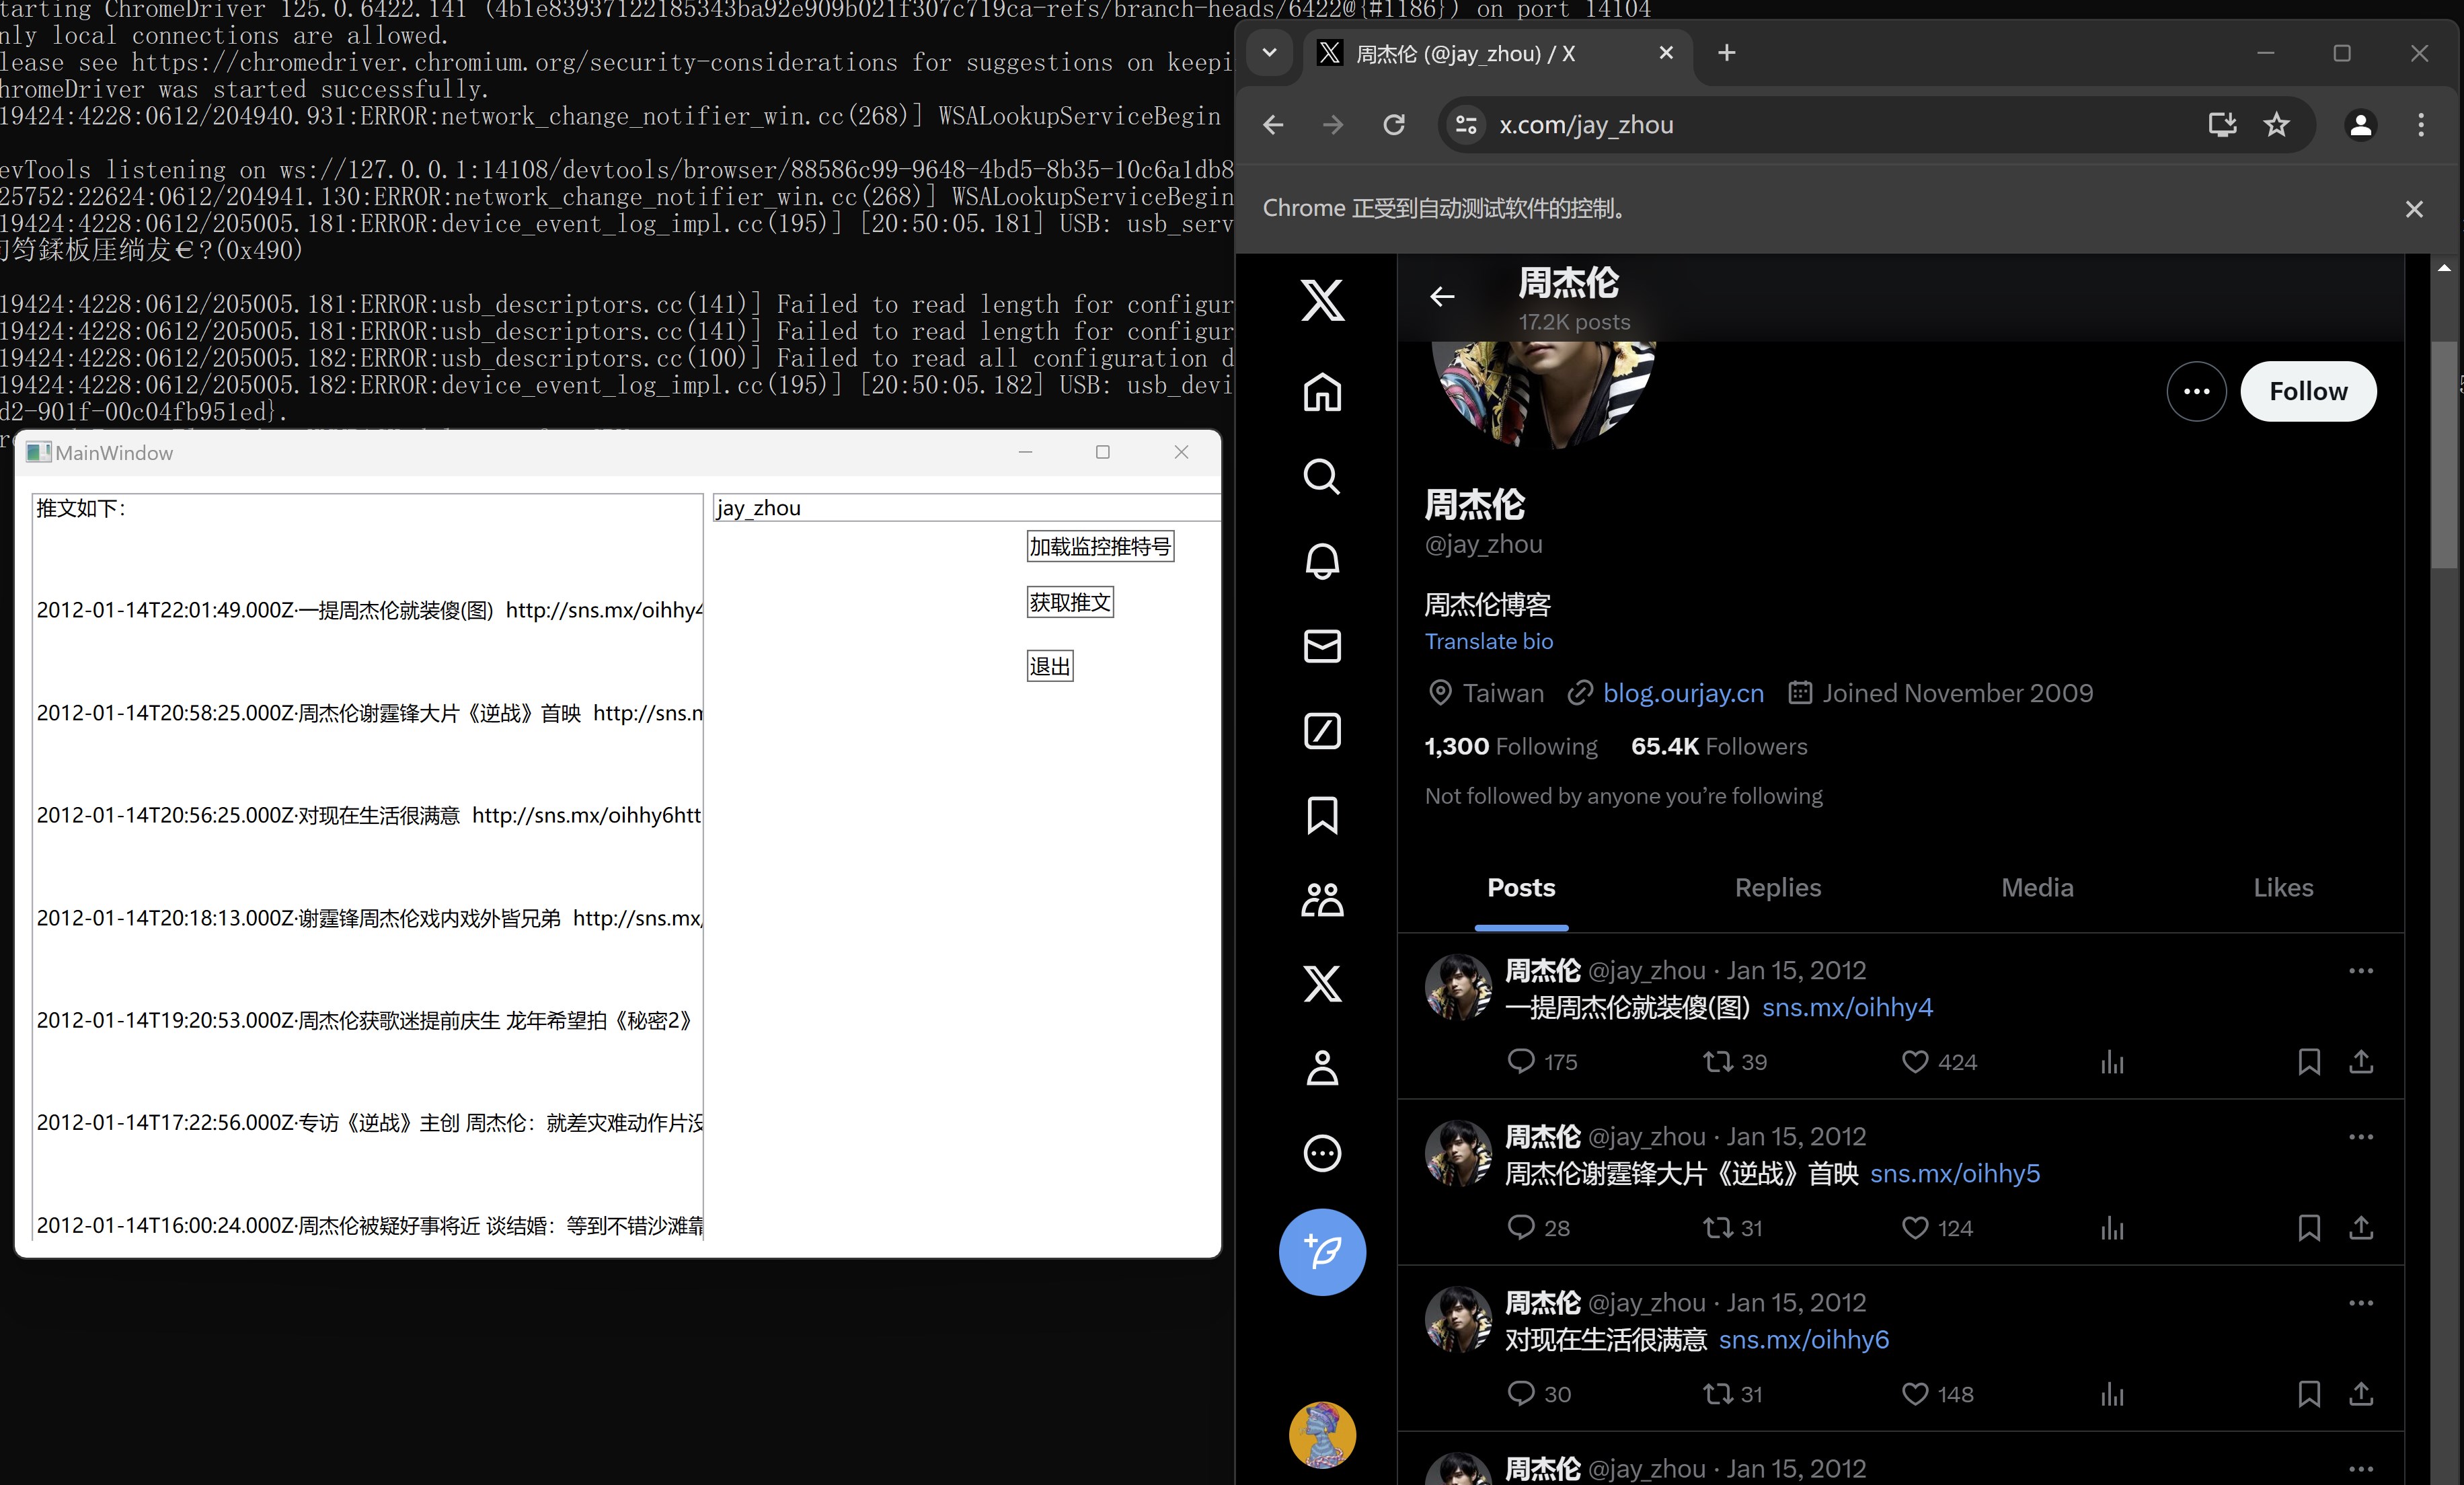 tarting ChromeDriver 125.0.6422.141 (4b1e83937122185343ba92e909b021f307c719ca-refs/branch-heads/6422@{#1186}) on port 14104
nly local connections are allowed.
lease see https://chromedriver.chromium.org/security-considerations for suggestions on keepi
hromeDriver was started successfully.
19424:4228:0612/204940.931:ERROR:network_change_notifier_win.cc(268)] WSALookupServiceBegin
evTools listening on ws://127.0.0.1:14108/devtools/browser/88586c99-9648-4bd5-8b35-10c6a1db8
25752:22624:0612/204941.130:ERROR:network_change_notifier_win.cc(268)] WSALookupServiceBegin
19424:4228:0612/205005.181:ERROR:device_event_log_impl.cc(195)] [20:50:05.181] USB: usb_serv
笉鍒板厓绱犮€?(0x490)
19424:4228:0612/205005.181:ERROR:usb_descriptors.cc(141)] Failed to read length for configur
19424:4228:0612/205005.181:ERROR:usb_descriptors.cc(141)] Failed to read length for configur
19424:4228:0612/205005.182:ERROR:usb_descriptors.cc(100)] Failed to read all configuration d
19424:4228:0612/205005.182:ERROR:device_event_log_impl.cc(195)] [20:50:05.182] USB: usb_devi
d2-901f-00c04fb951ed}.
MainWindow
推文如下：
2012-01-14T22:01:49.000Z·一提周杰伦就装傻(图) http://sns.mx/oihhy4
2012-01-14T20:58:25.000Z·周杰伦谢霆锋大片《逆战》首映 http://sns.m
2012-01-14T20:56:25.000Z·对现在生活很满意 http://sns.mx/oihhy6htt
2012-01-14T20:18:13.000Z·谢霆锋周杰伦戏内戏外皆兄弟 http://sns.mx/
2012-01-14T19:20:53.000Z·周杰伦获歌迷提前庆生 龙年希望拍《秘密2》
2012-01-14T17:22:56.000Z·专访《逆战》主创 周杰伦：就差灾难动作片没
2012-01-14T16:00:24.000Z·周杰伦被疑好事将近 谈结婚：等到不错沙滩靠
jay_zhou
加载监控推特号
获取推文
退出
周杰伦 (@jay_zhou) / X
x.com/jay_zhou
Chrome 正受到自动测试软件的控制。
周杰伦
17.2K posts
Follow
周杰伦
@jay_zhou
周杰伦博客
Translate bio
Taiwan blog.ourjay.cn Joined November 2009
1,300 Following 65.4K Followers
Not followed by anyone you’re following
Posts Replies Media Likes
周杰伦 @jay_zhou · Jan 15, 2012
一提周杰伦就装傻(图) sns.mx/oihhy4
175 39 424
周杰伦 @jay_zhou · Jan 15, 2012
周杰伦谢霆锋大片《逆战》首映 sns.mx/oihhy5
28 31 124
周杰伦 @jay_zhou · Jan 15, 2012
对现在生活很满意 sns.mx/oihhy6
30 31 148
周杰伦 @jay_zhou · Jan 15, 2012